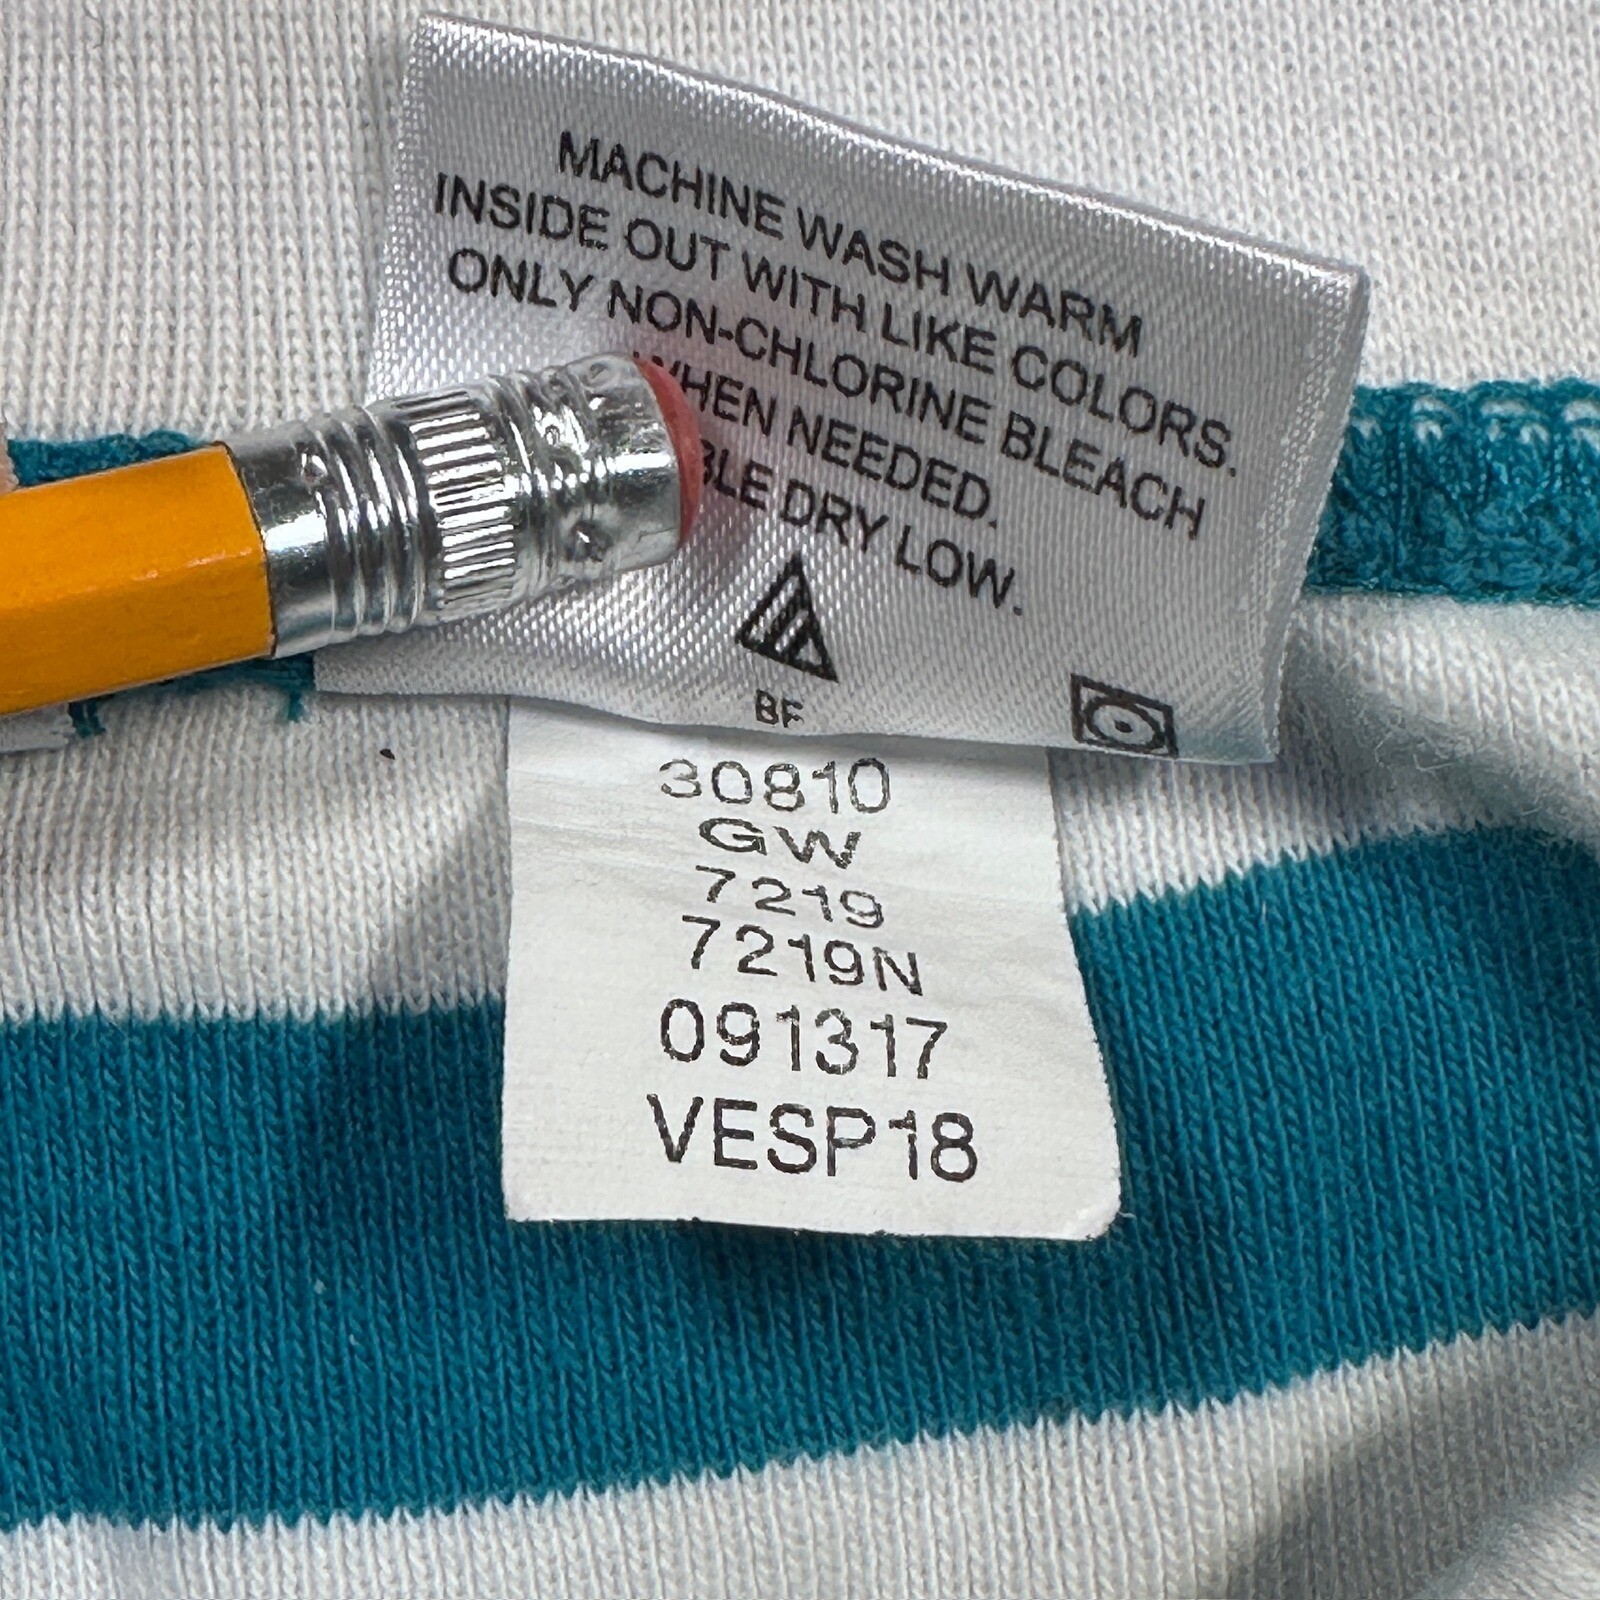 MACHINE WASH WARM
INSIDE OUT WITH LIKE COLORS.
ONLY NON-CHLORINE BLEACH
WHEN NEEDED.
BLE DRY LOW.
BF
30810
GW
7219
7219N
091317
VESP18